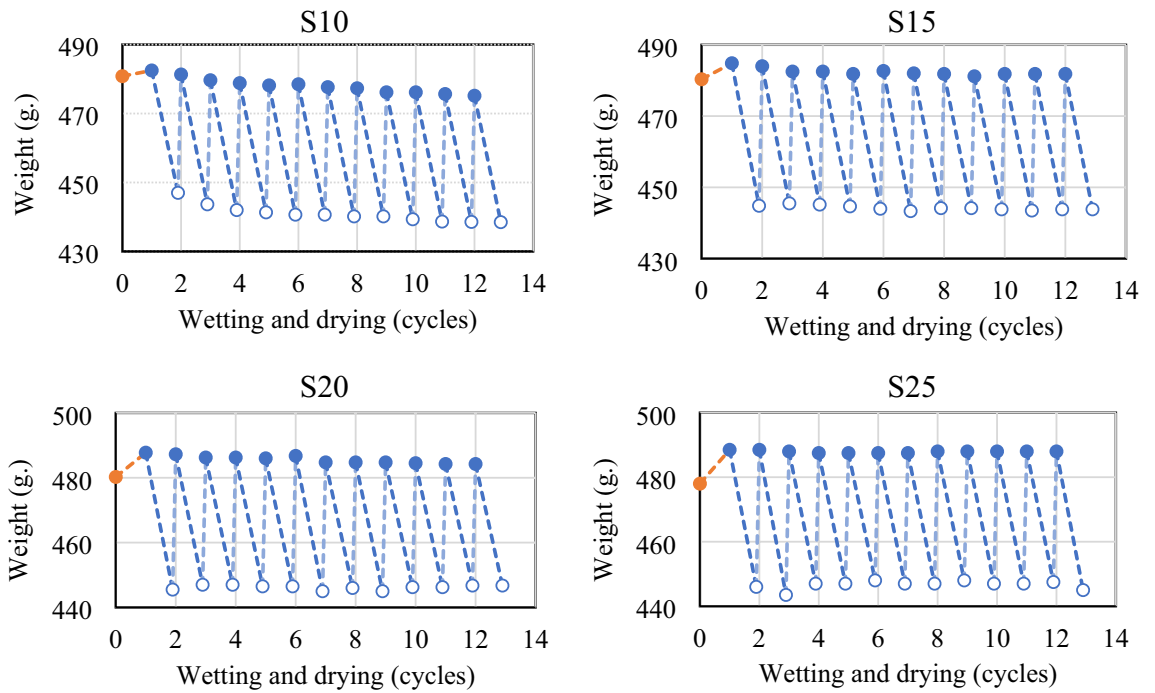 S10
490
470
450
430
Weight (g.)
0 2 4 6 8 10 12 14
Wetting and drying (cycles)
S15
490
470
450
430
Weight (g.)
0 2 4 6 8 10 12 14
Wetting and drying (cycles)
S20
500
480
460
440
Weight (g.)
0 2 4 6 8 10 12 14
Wetting and drying (cycles)
S25
500
480
460
440
Weight (g.)
0 2 4 6 8 10 12 14
Wetting and drying (cycles)